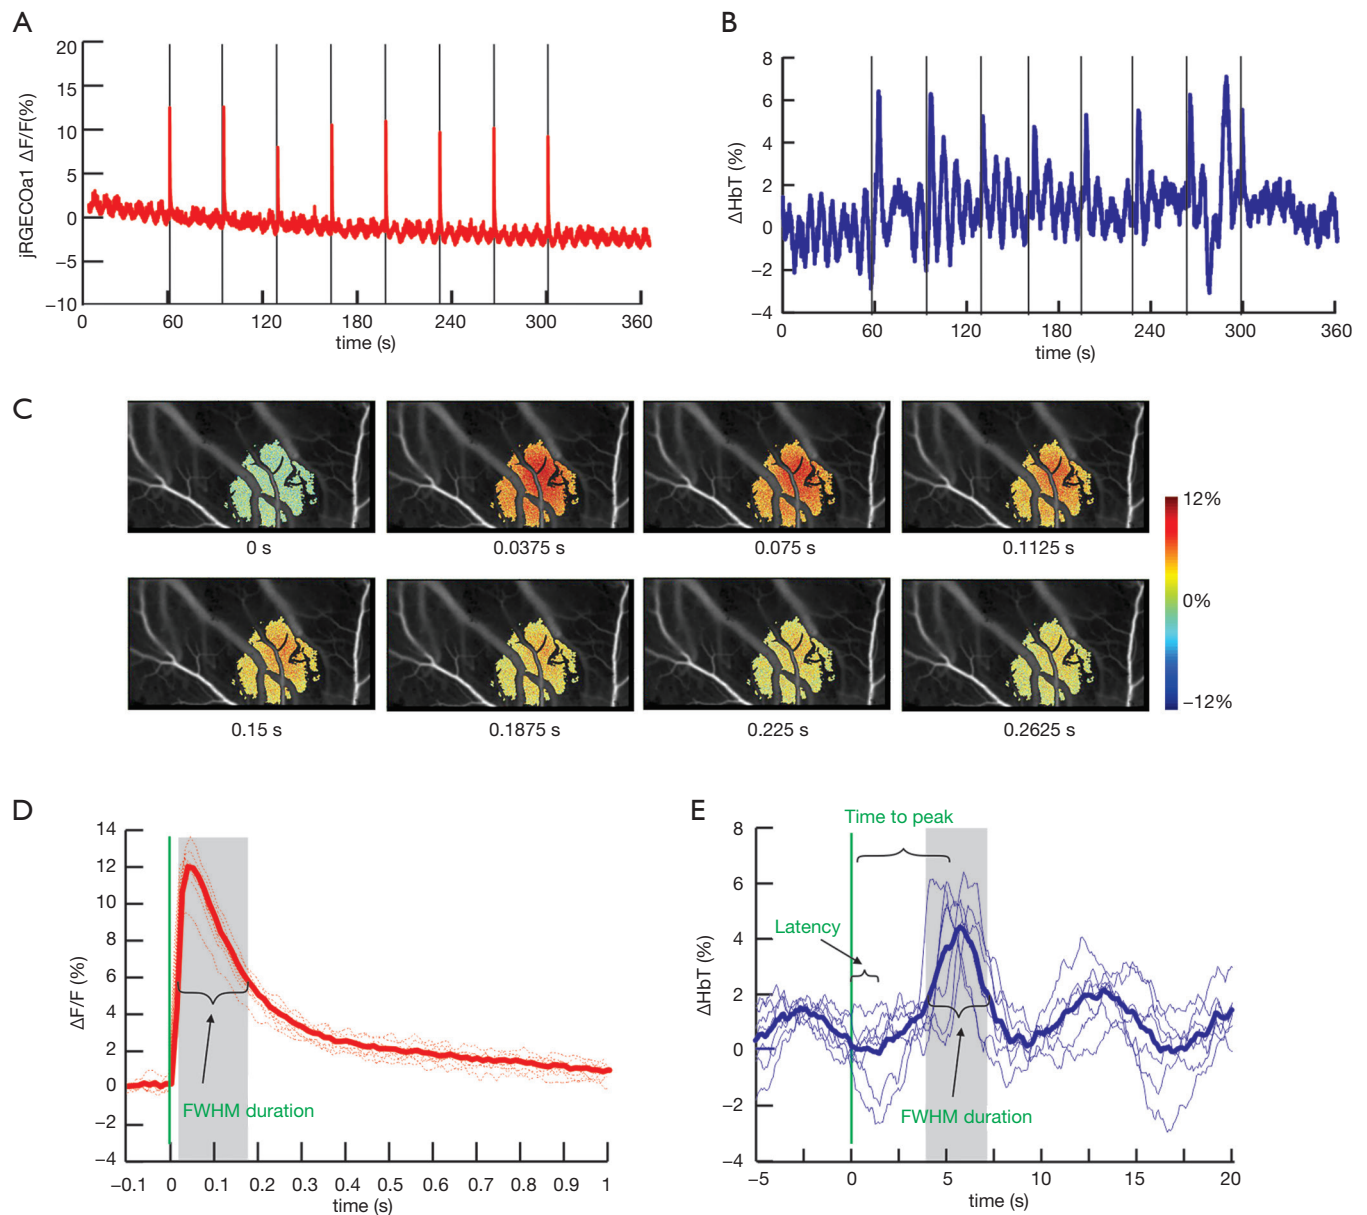 A
B
20
15
10
5
0
−5
−10
jRGECOa1 ΔF/F(%)
0 60 120 180 240 300 360
time (s)
8
6
4
2
0
−2
−4
ΔHbT (%)
0 60 120 180 240 300 360
time (s)
C
0 s 0.0375 s 0.075 s 0.1125 s
0.15 s 0.1875 s 0.225 s 0.2625 s
12%
0%
−12%
D
14
12
10
8
6
4
2
0
−2
−4
ΔF/F (%)
FWHM duration
−0.1 0 0.1 0.2 0.3 0.4 0.5 0.6 0.7 0.8 0.9 1
time (s)
E
Time to peak
8
6
4
2
0
−2
−4
ΔHbT (%)
Latency
FWHM duration
−5 0 5 10 15 20
time (s)